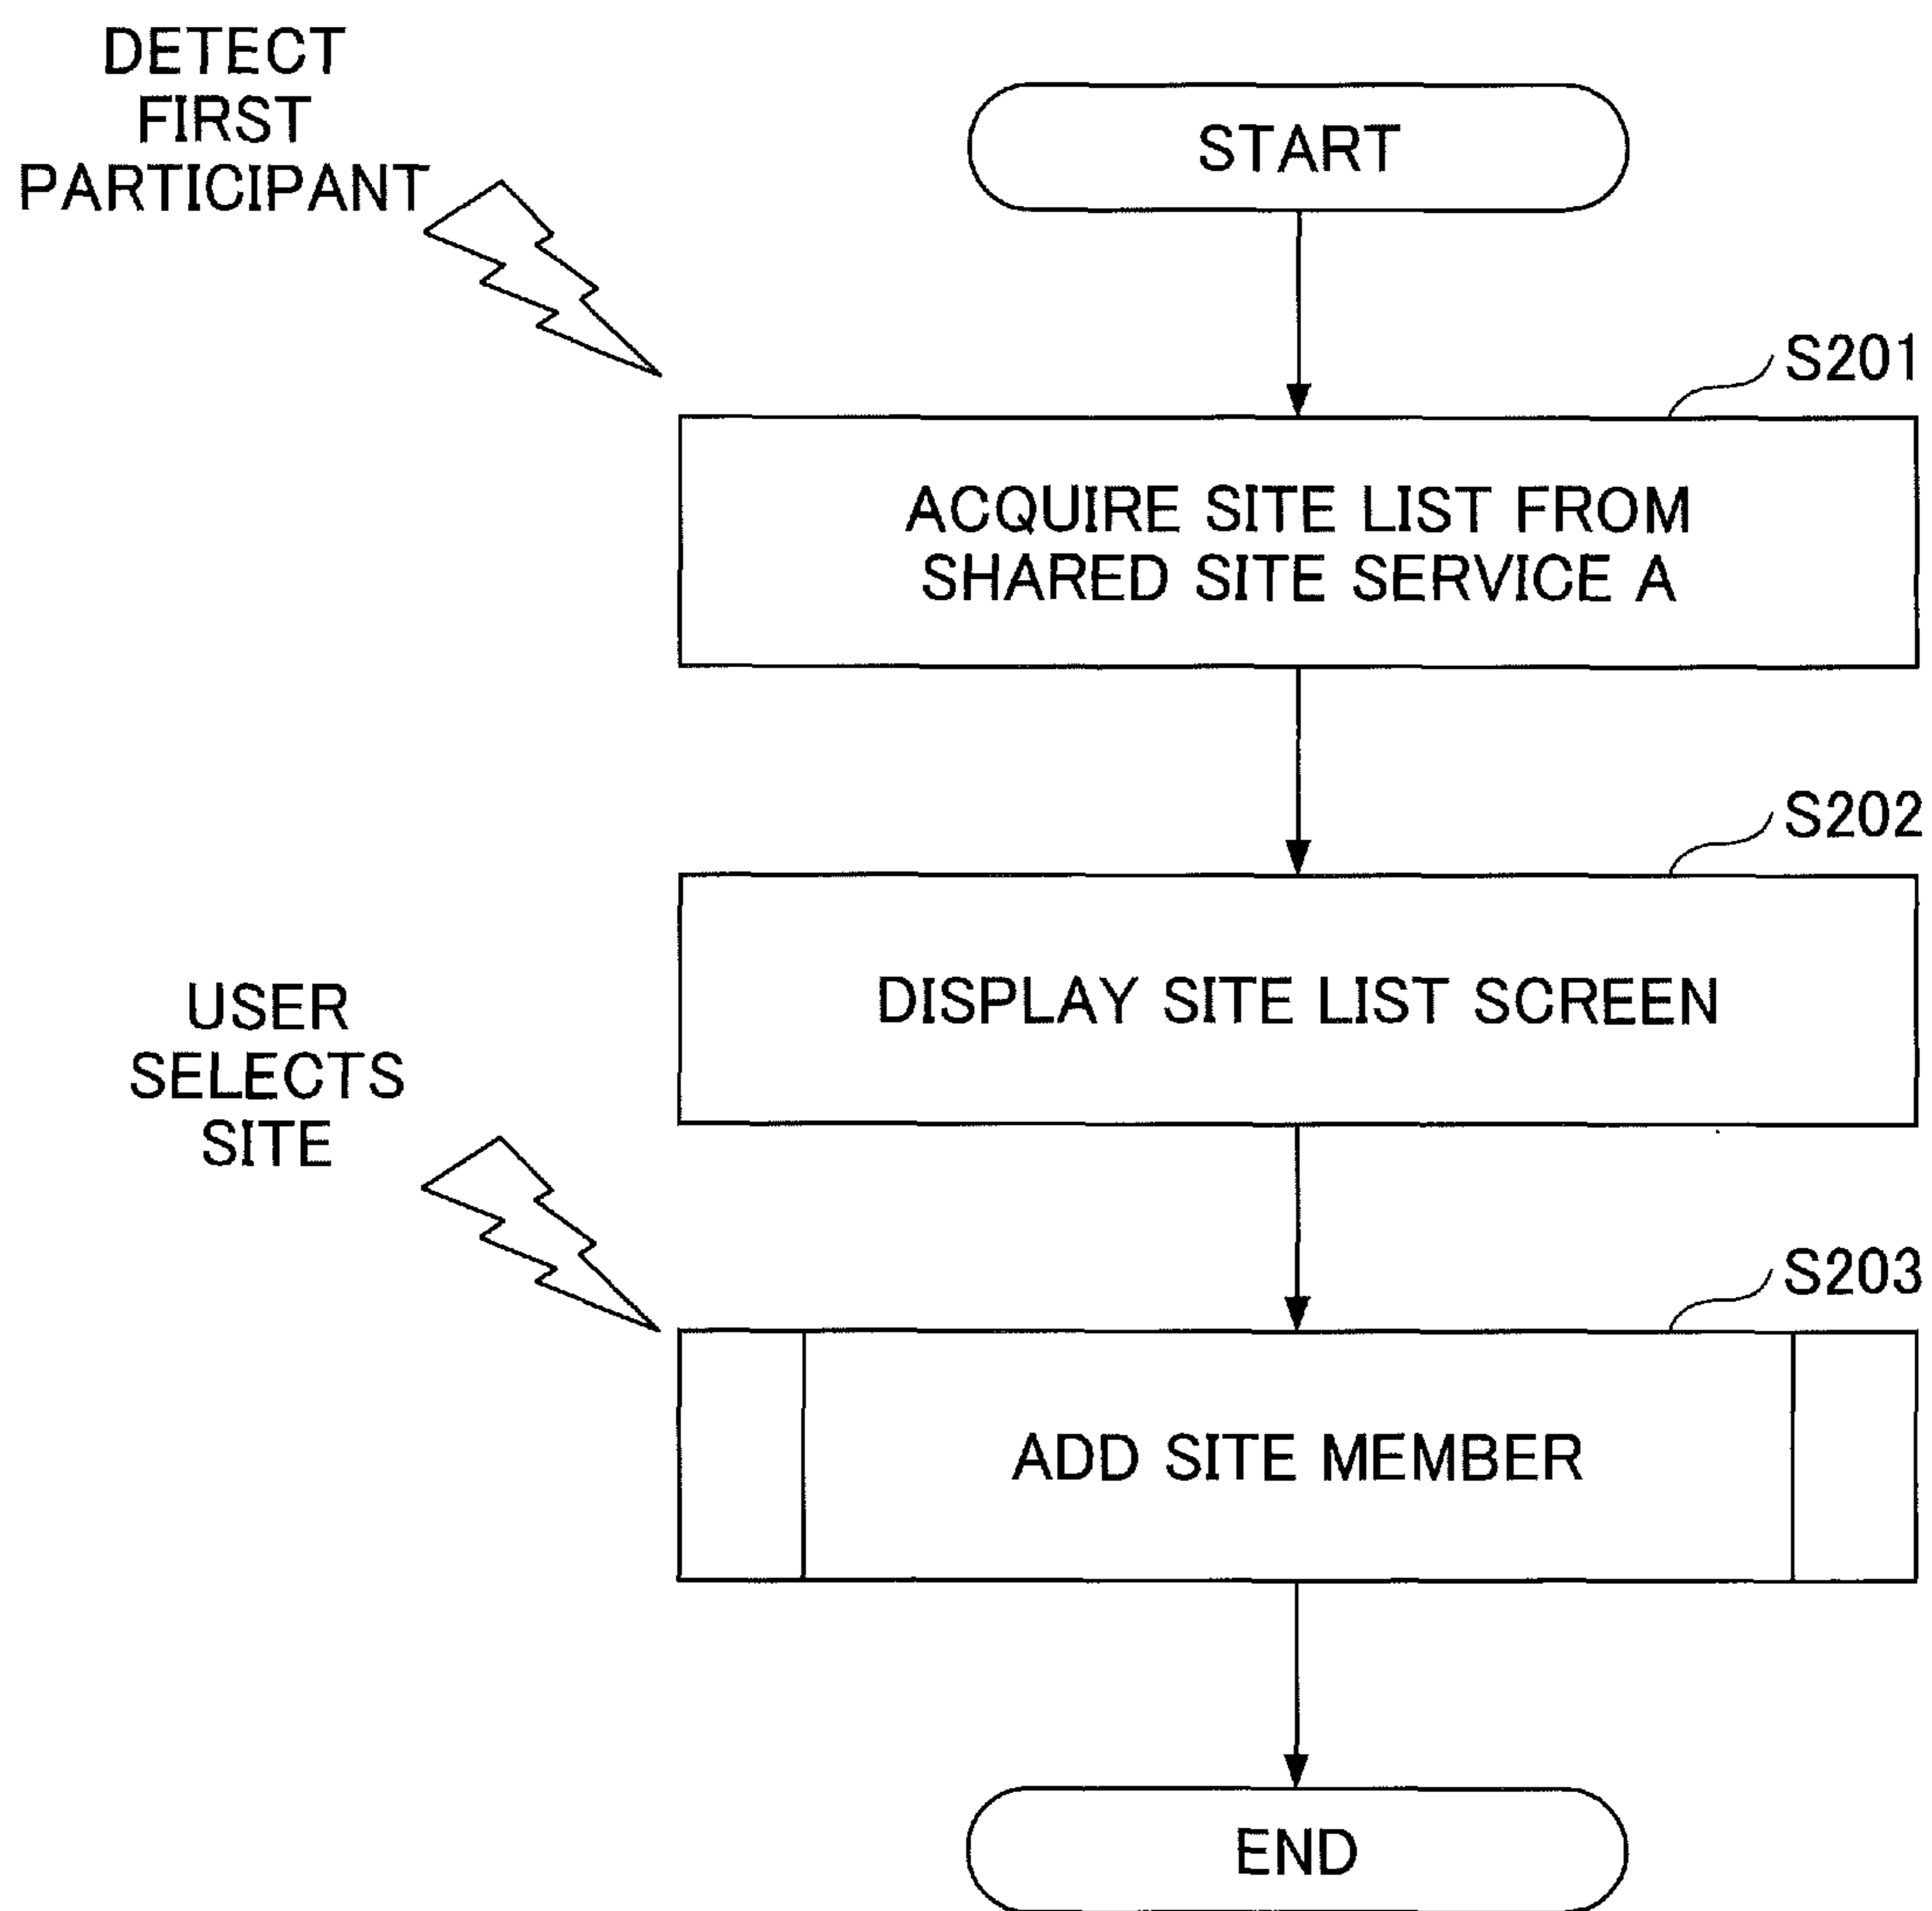 DETECT
FIRST
PARTICIPANT
START
S201
ACQUIRE SITE LIST FROM
SHARED SITE SERVICE A
S202
DISPLAY SITE LIST SCREEN
USER
SELECTS
SITE
S203
ADD SITE MEMBER
END